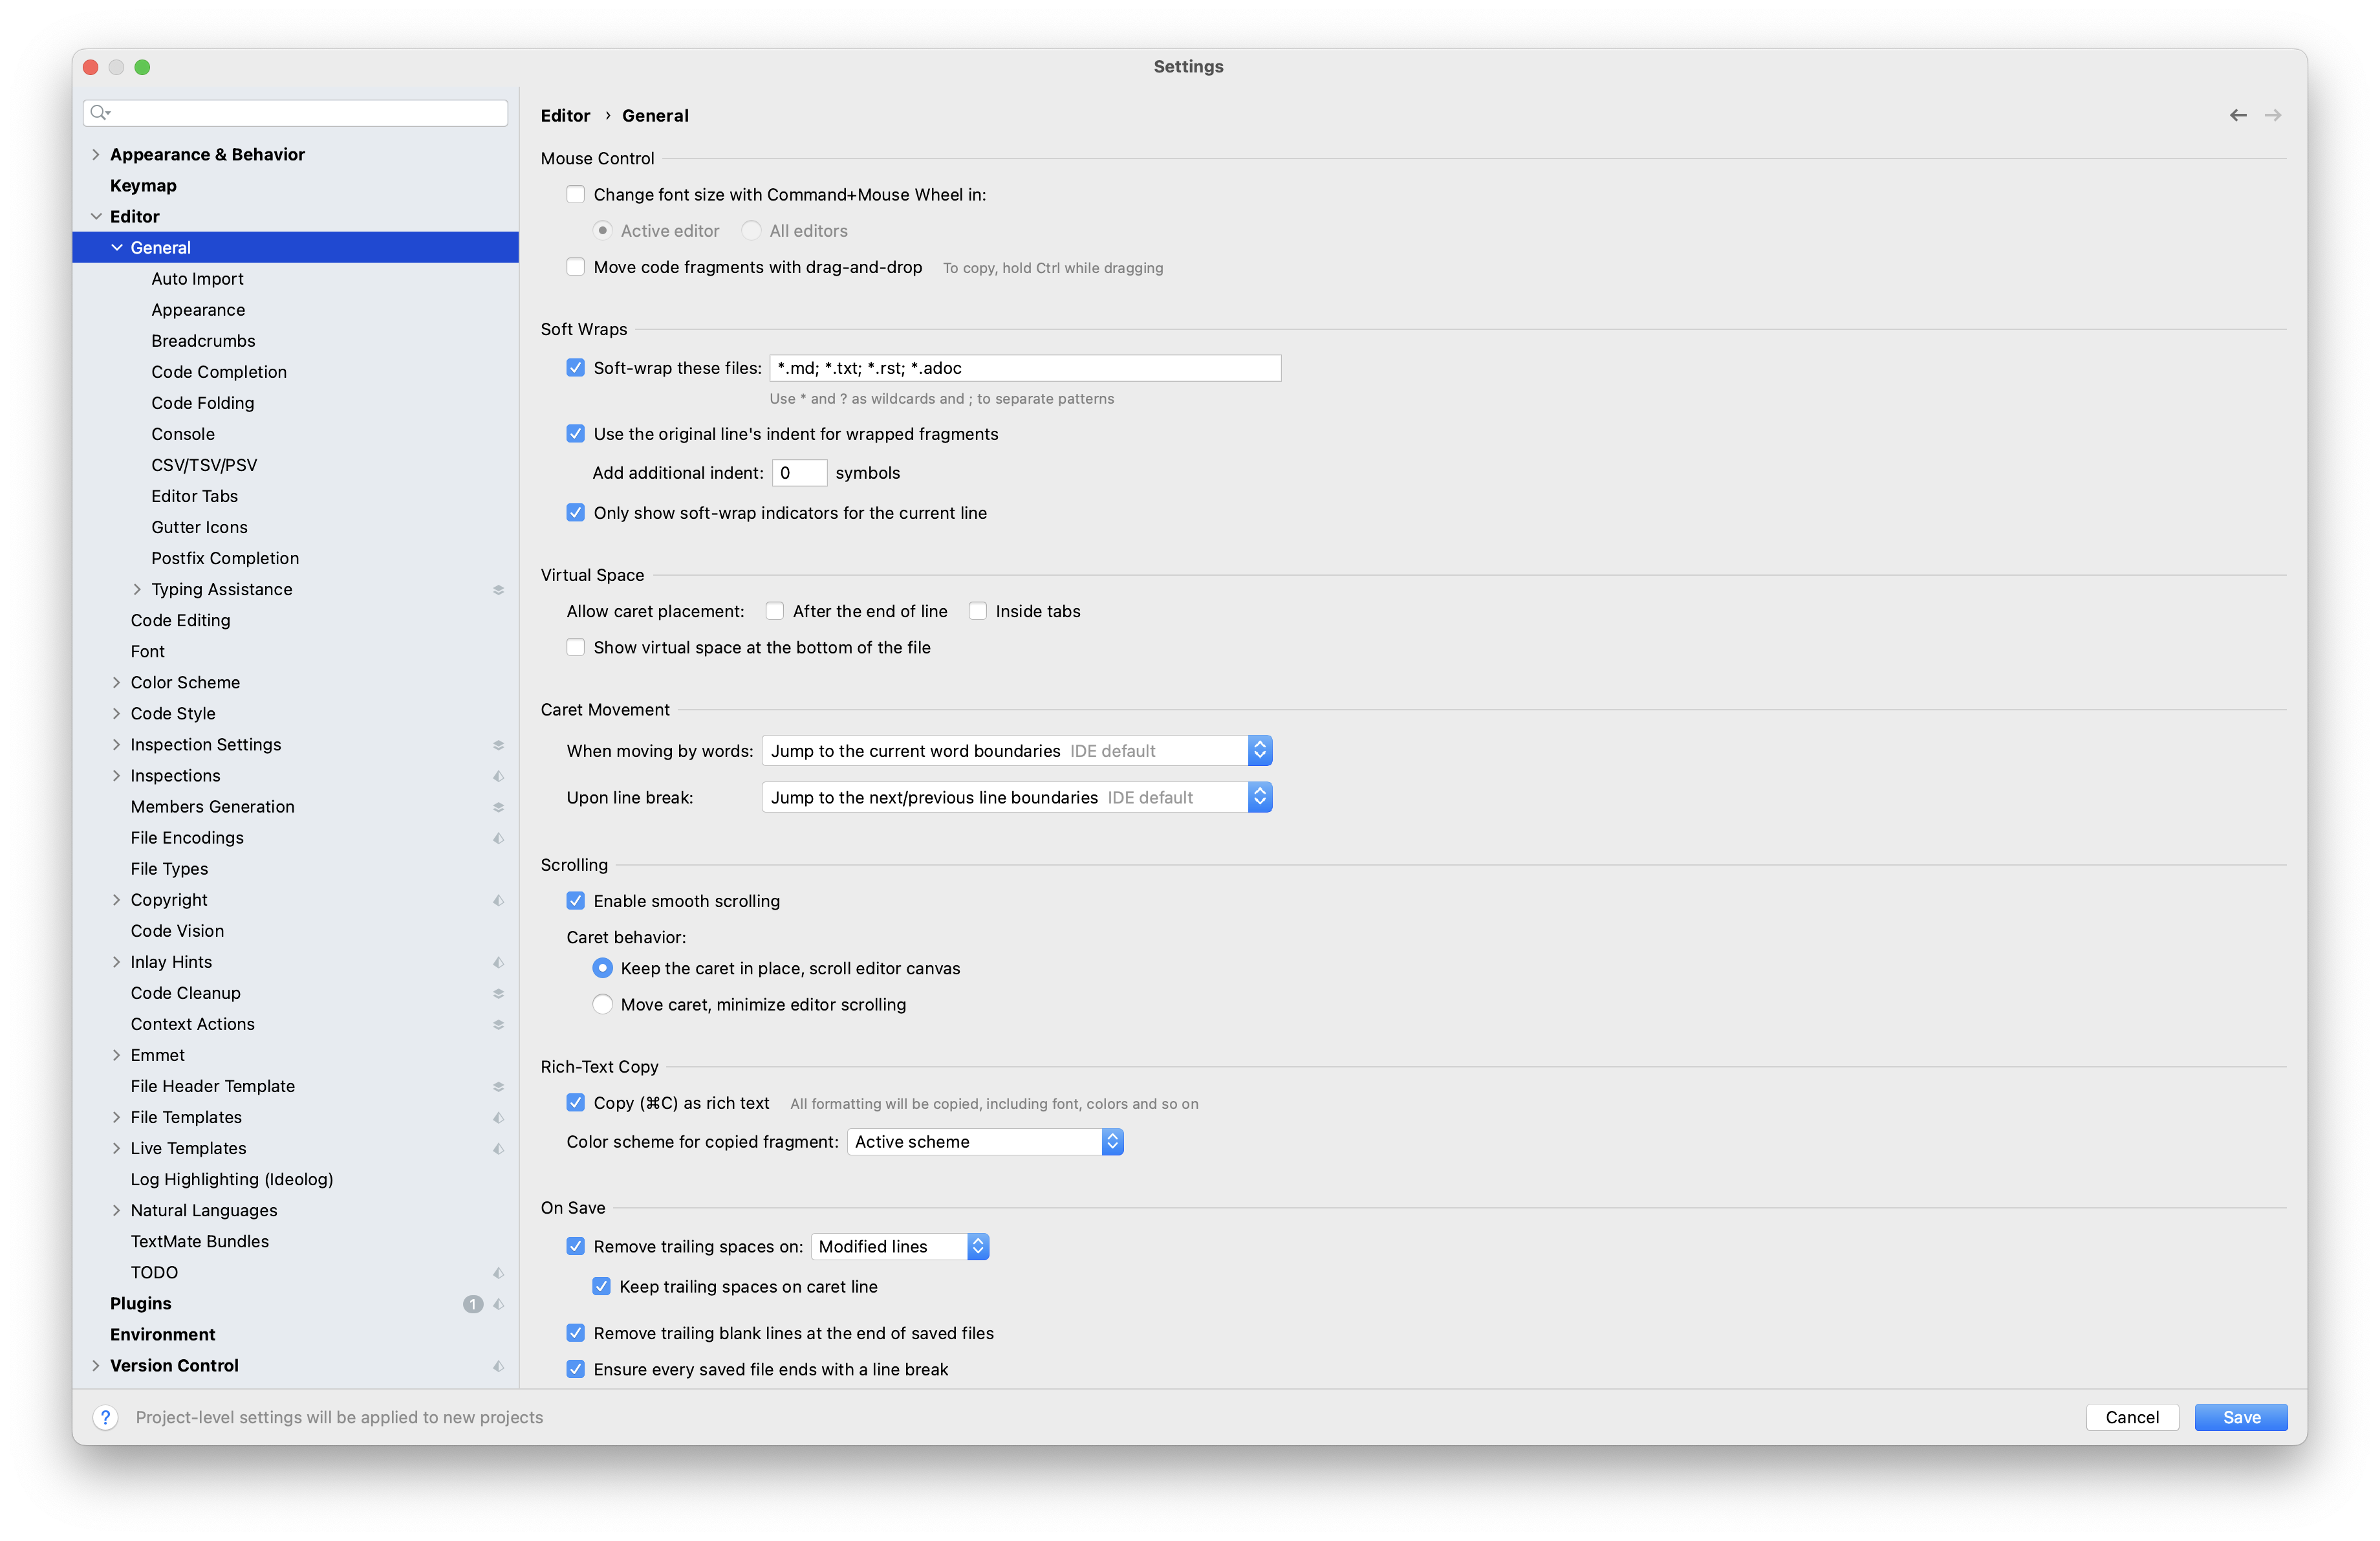 Settings
Appearance & Behavior
Keymap
Editor
General
Auto Import
Appearance
Breadcrumbs
Code Completion
Code Folding
Console
CSV/TSV/PSV
Editor Tabs
Gutter Icons
Postfix Completion
Typing Assistance
Code Editing
Font
Color Scheme
Code Style
Inspection Settings
Inspections
Members Generation
File Encodings
File Types
Copyright
Code Vision
Inlay Hints
Code Cleanup
Context Actions
Emmet
File Header Template
File Templates
Live Templates
Log Highlighting (Ideolog)
Natural Languages
TextMate Bundles
TODO
Plugins 1
Environment
Version Control
Editor › General
Mouse Control
Change font size with Command+Mouse Wheel in:
Active editor All editors
Move code fragments with drag-and-drop To copy, hold Ctrl while dragging
Soft Wraps
Soft-wrap these files: *.md; *.txt; *.rst; *.adoc
Use * and ? as wildcards and ; to separate patterns
Use the original line's indent for wrapped fragments
Add additional indent: 0 symbols
Only show soft-wrap indicators for the current line
Virtual Space
Allow caret placement: After the end of line Inside tabs
Show virtual space at the bottom of the file
Caret Movement
When moving by words: Jump to the current word boundaries IDE default
Upon line break: Jump to the next/previous line boundaries IDE default
Scrolling
Enable smooth scrolling
Caret behavior:
Keep the caret in place, scroll editor canvas
Move caret, minimize editor scrolling
Rich-Text Copy
Copy (⌘C) as rich text All formatting will be copied, including font, colors and so on
Color scheme for copied fragment: Active scheme
On Save
Remove trailing spaces on: Modified lines
Keep trailing spaces on caret line
Remove trailing blank lines at the end of saved files
Ensure every saved file ends with a line break
? Project-level settings will be applied to new projects
Cancel Save